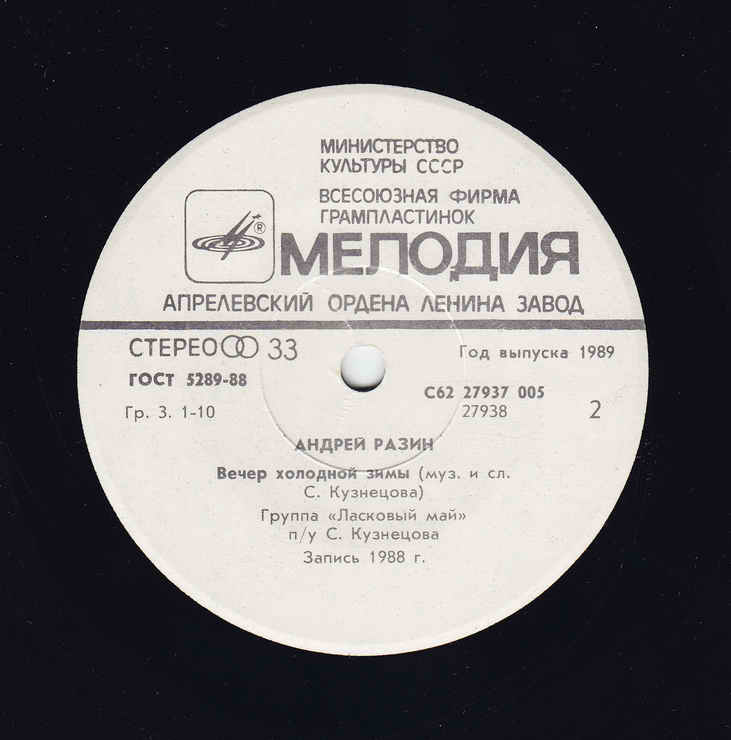 МИНИСТЕРСТВО
КУЛЬТУРЫ СССР
ВСЕСОЮЗНАЯ ФИРМА
ГРАМПЛАСТИНОК
®
МЕЛОДИЯ
АПРЕЛЕВСКИЙ ОРДЕНА ЛЕНИНА ЗАВОД
СТЕРЕО 33
Год выпуска 1989
ГОСТ 5289-88
С62 27937 005
Гр. 3. 1-10
27938
2
АНДРЕЙ РАЗИН
Вечер холодной зимы (муз. и сл.
С. Кузнецова)
Группа «Ласковый май»
п/у С. Кузнецова
Запись 1988 г.